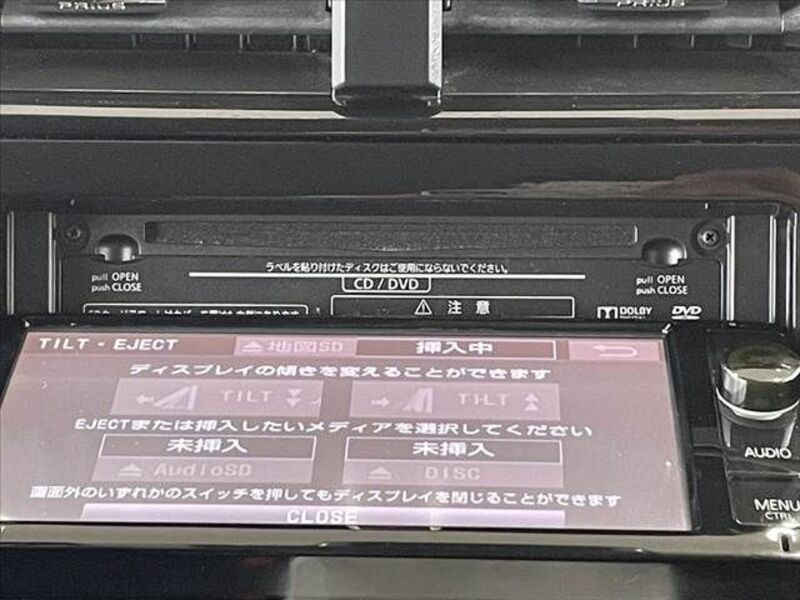 PRIUS
PRIUS
pull OPEN
push CLOSE
ラベルを貼り付けたディスクはご使用にならないでください。
CD / DVD
注 意
pull OPEN
push CLOSE
DOLBY
DIGITAL
DVD
TILT・EJECT
地図SD
挿入中
ディスプレイの傾きを変えることができます
TILT
TILT
EJECTまたは挿入したいメディアを選択してください
未挿入
未挿入
AudioSD
DISC
画面外のいずれかのスイッチを押してもディスプレイを閉じることができます
CLOSE
AUDIO
MENU
CTRL